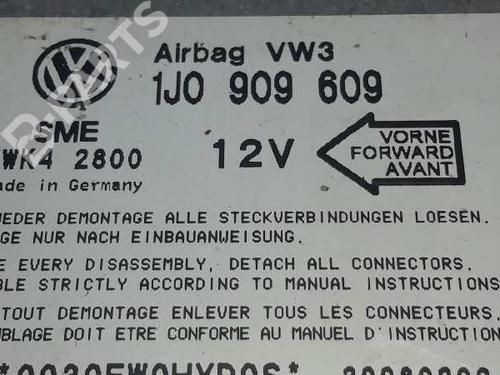 Airbag VW3
1J0 909 609
SME
WK4 2800
12V
VORNE
FORWARD
AVANT
ade in Germany
DEMONTAGE ALLE STECKVERBINDUNGEN LOESEN.
GE NUR NACH EINBAUANWEISUNG.
E EVERY DISASSEMBLY, DETACH ALL CONNECTORS.
BLE STRICTLY ACCORDING TO MANUAL INSTRUCTIONS
TOUT DEMONTAGE ENLEVER TOUS LES CONNECTEURS.
MBLAGE DOIT ETRE CONFORME AU MANUEL D'INSTRUCTION